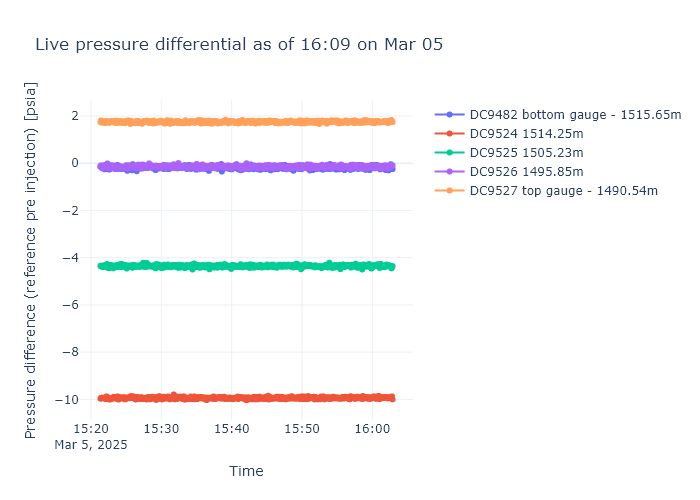 Live pressure differential as of 16:09 on Mar 05
Pressure difference (reference pre injection) [psia]
2
0
−2
−4
−6
−8
−10
15:20
Mar 5, 2025
15:30
15:40
15:50
16:00
Time
DC9482 bottom gauge - 1515.65m
DC9524 1514.25m
DC9525 1505.23m
DC9526 1495.85m
DC9527 top gauge - 1490.54m